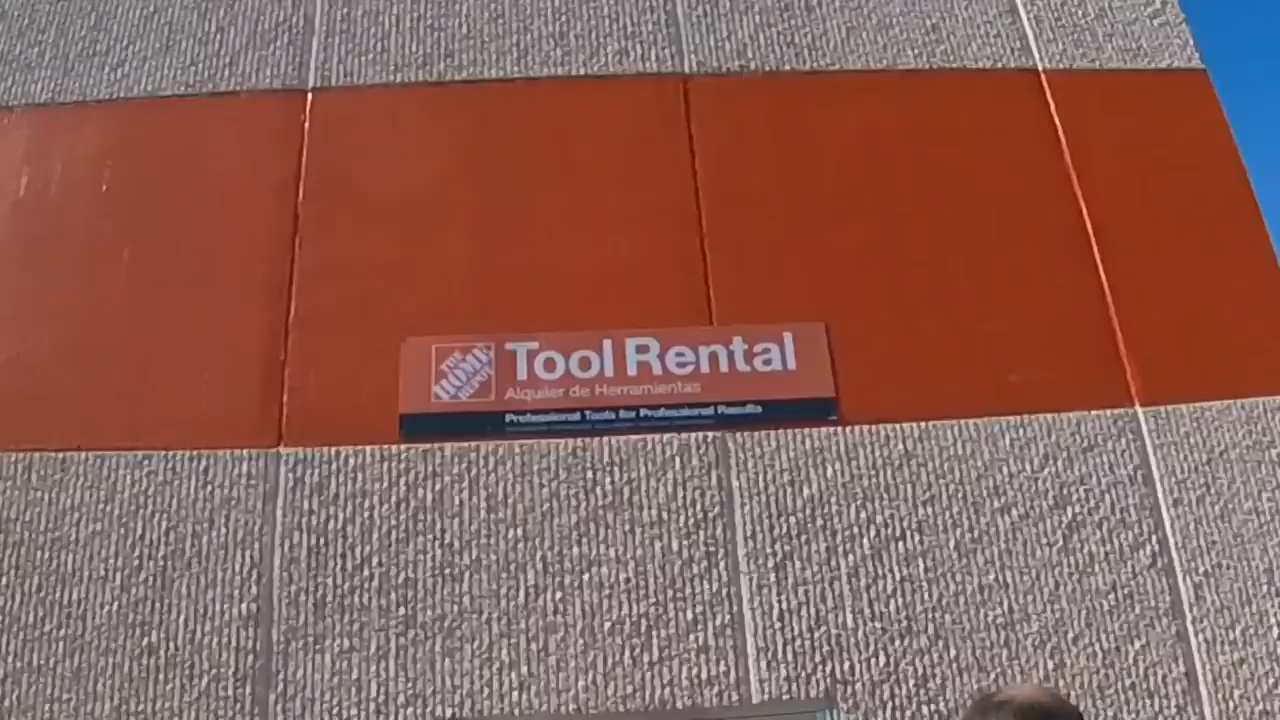 THE
HOME
DEPOT
Tool Rental
Alquiler de Herramientas
Professional Tools for Professional Results